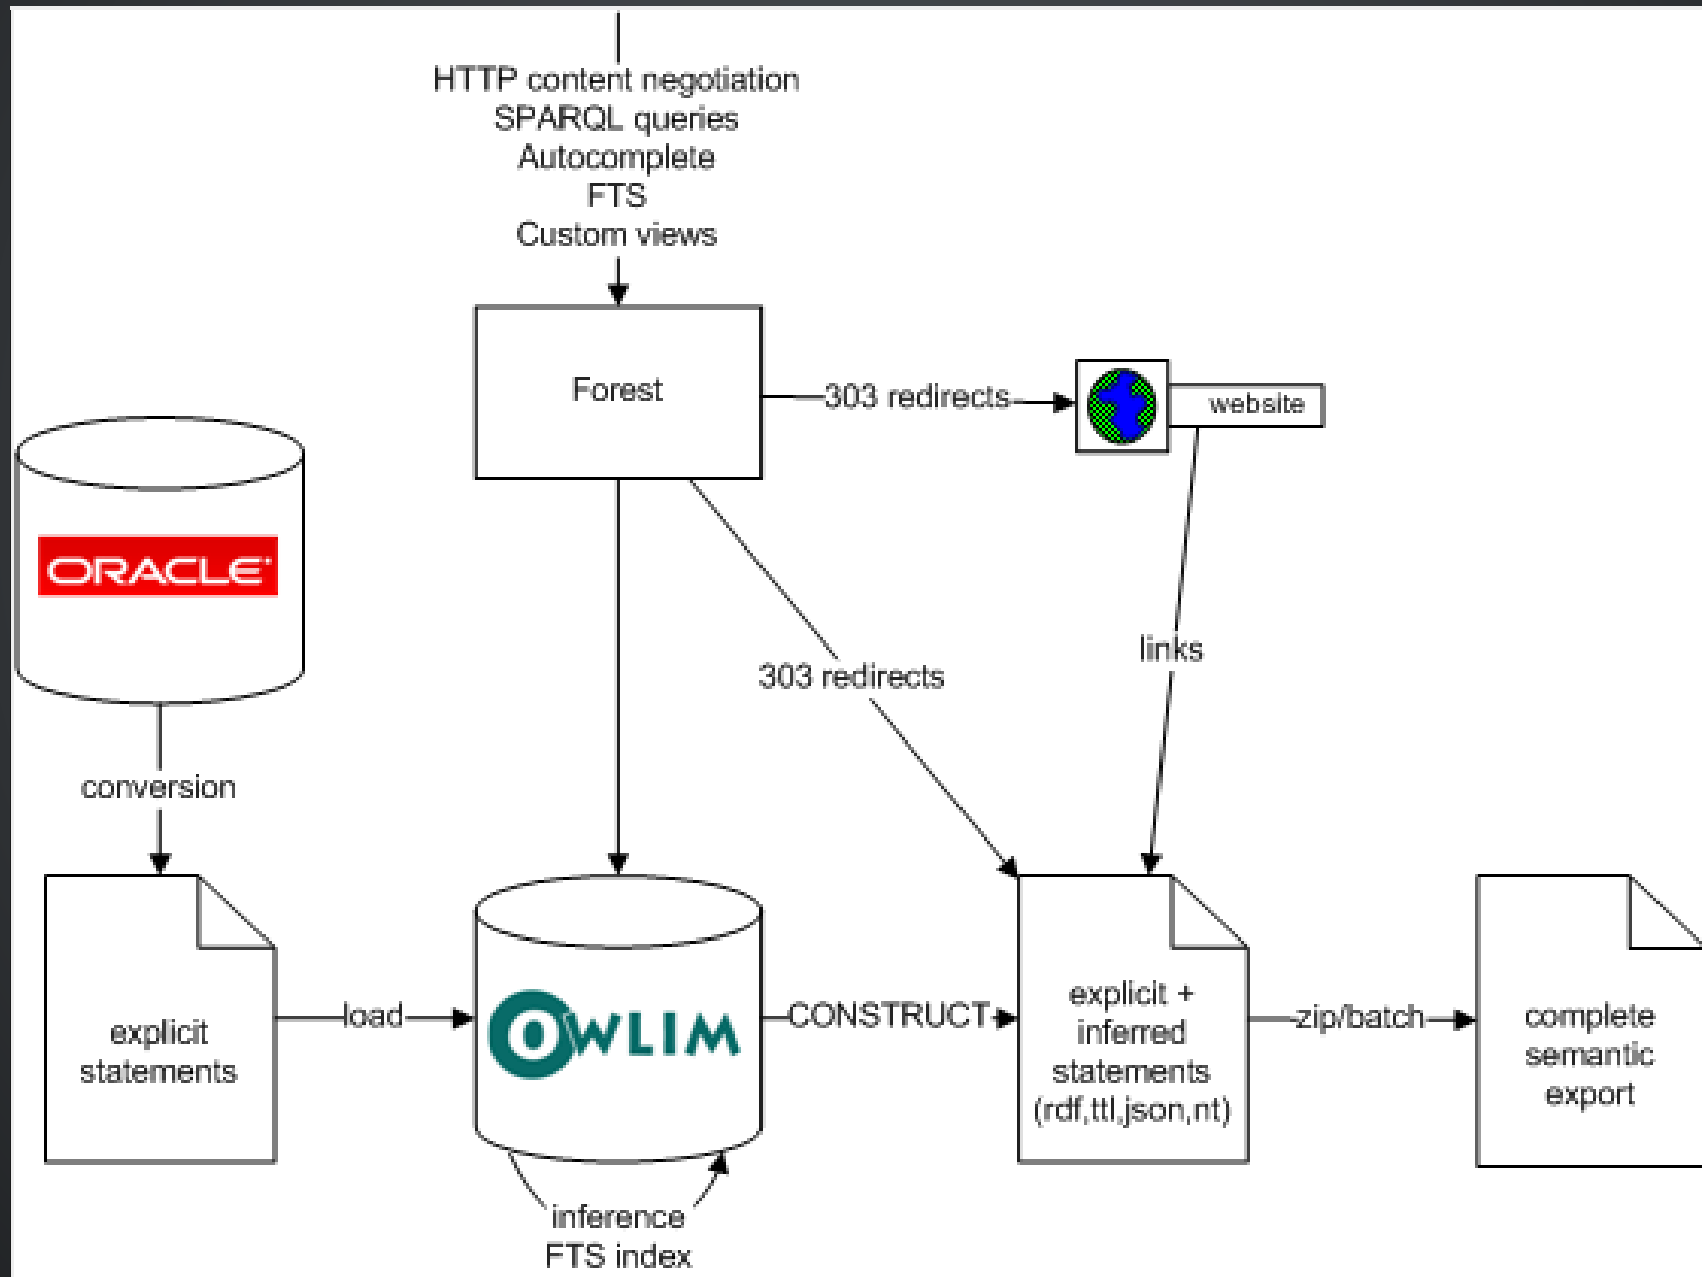 HTTP content negotiation
SPARQL queries
Autocomplete
FTS
Custom views
Forest
303 redirects
website
ORACLE
links
303 redirects
conversion
explicit
statements
load
OWLIM
CONSTRUCT
explicit +
inferred
statements
(rdf,ttl,json,nt)
zip/batch
complete
semantic
export
inference
FTS index